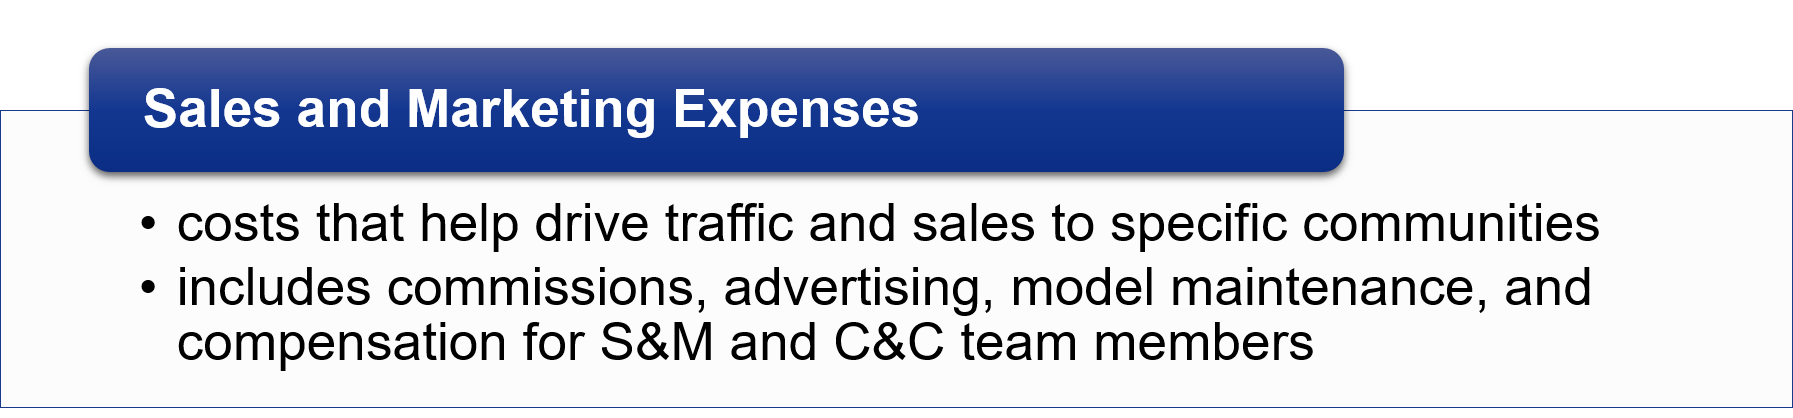 Sales and Marketing Expenses
• costs that help drive traffic and sales to specific communities
• includes commissions, advertising, model maintenance, and
compensation for S&M and C&C team members